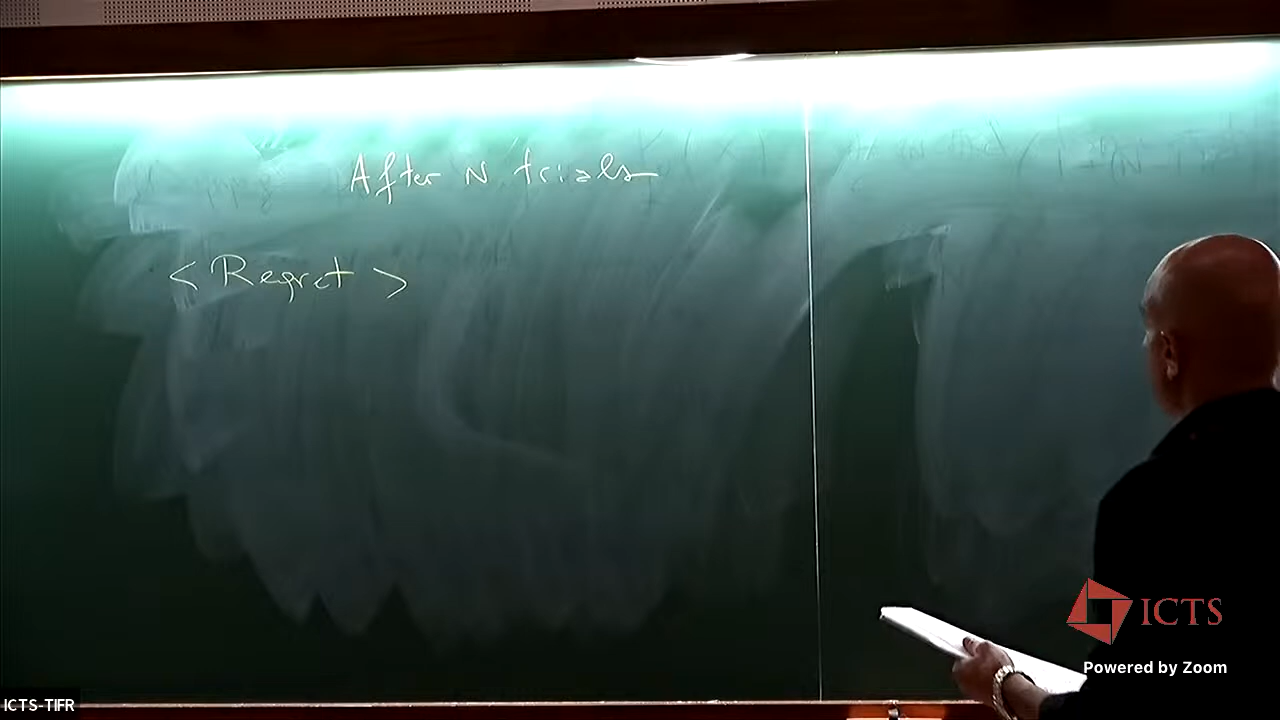 After N trials
< Regret >
ICTS
Powered by Zoom
ICTS-TIFR